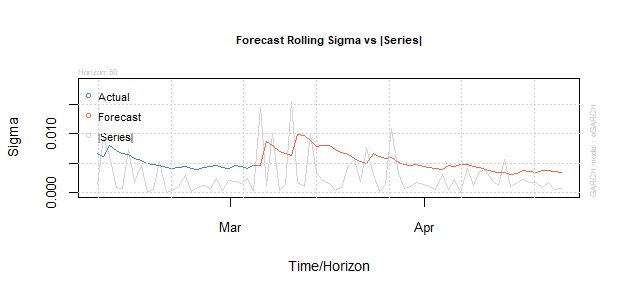 Forecast Rolling Sigma vs |Series|
Horizon: 50
Actual
Forecast
|Series|
Sigma
0.010
0.000
GARCH model : eGARCH
Mar
Apr
Time/Horizon